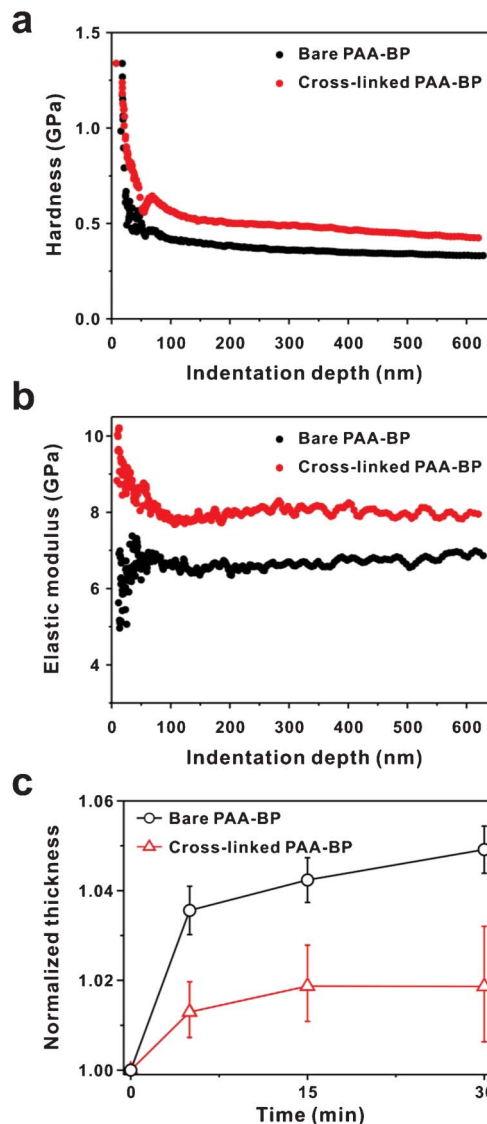 a
1.5
1.0
0.5
0.0
Hardness (GPa)
Bare PAA-BP
Cross-linked PAA-BP
0 100 200 300 400 500 600
Indentation depth (nm)
b
10
8
6
4
Elastic modulus (GPa)
Bare PAA-BP
Cross-linked PAA-BP
0 100 200 300 400 500 600
Indentation depth (nm)
c
1.06
1.04
1.02
1.00
Normalized thickness
Bare PAA-BP
Cross-linked PAA-BP
0 15
Time (min)